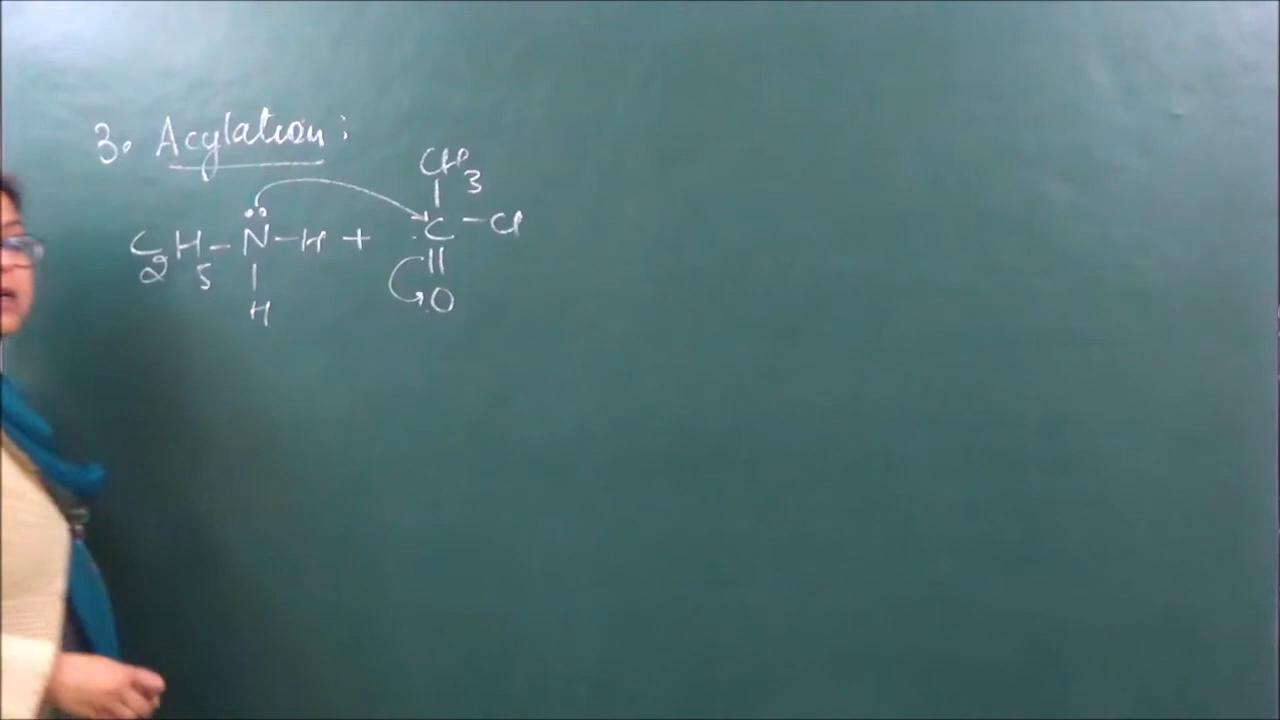 3. Acylation:
CH3
|
C2H5-N̈-H + C-Cl
| ||
H O